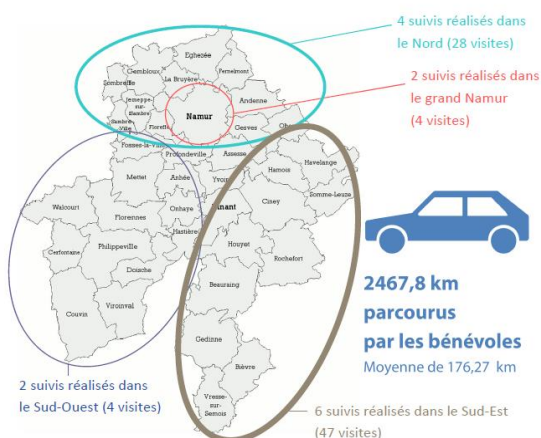 4 suivis réalisés dans
le Nord (28 visites)
2 suivis réalisés dans
le grand Namur
(4 visites)
Eghezée
Gembloux
La Bruyère
Fernelmont
Sombreffe
Jemeppe-
sur-
Sambre
Namur
Andenne
Floreffe
Gesves
Fosses-la-Ville
Profondeville
Assesse
Havelange
Mettet
Anhée
Yvoir
Hamois
Somme-Leuze
Walcourt
Florennes
Onhaye
Dinant
Ciney
Hastière
Cerfontaine
Philippeville
Houyet
Rochefort
Doische
Beauraing
Couvin
Viroinval
Gedinne
Bièvre
Vresse-
sur-
Semois
2467,8 km
parcourus
par les bénévoles
Moyenne de 176,27 km
2 suivis réalisés dans
le Sud-Ouest (4 visites)
6 suivis réalisés dans le Sud-Est
(47 visites)